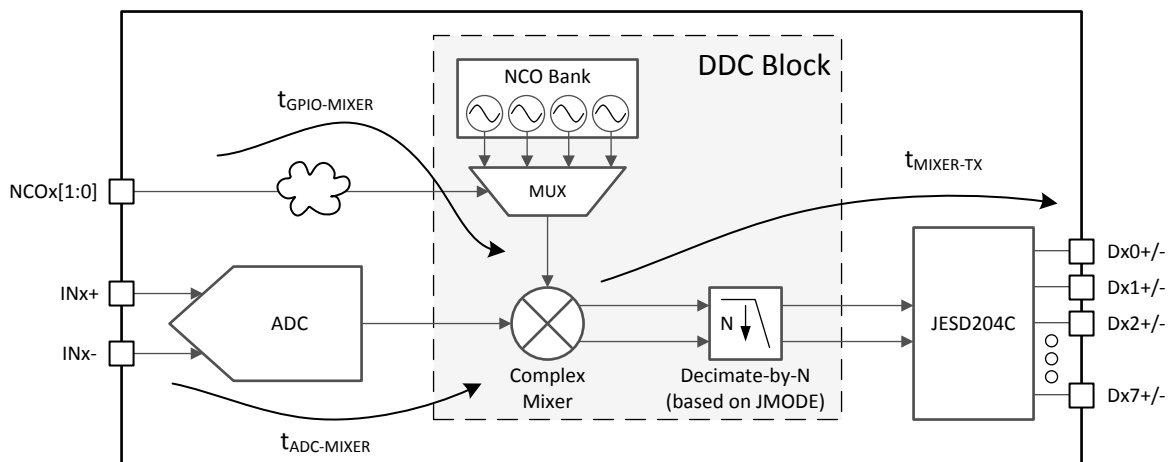 NCO Bank
DDC Block
tGPIO-MIXER
tMIXER-TX
NCOx[1:0]
MUX
Dx0+/-
INx+
Dx1+/-
ADC
N
JESD204C
Dx2+/-
INx-
Complex
Mixer
Decimate-by-N
(based on JMODE)
Dx7+/-
tADC-MIXER